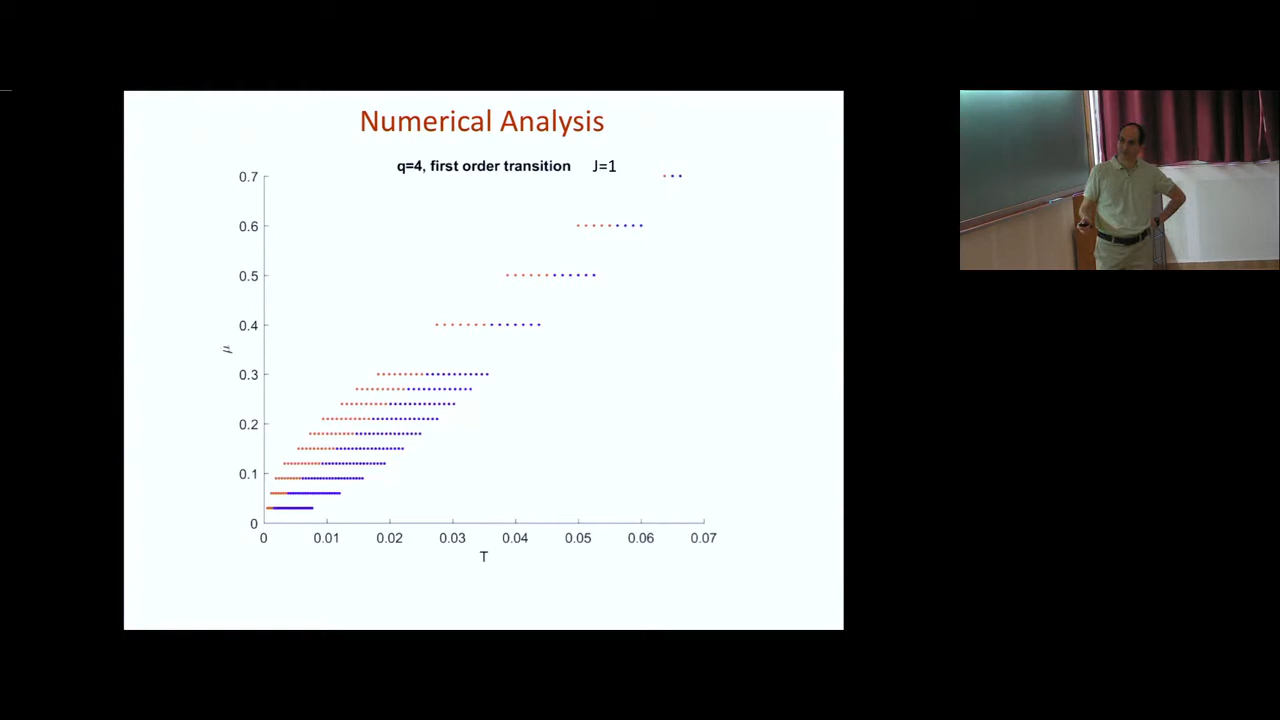 Numerical Analysis
q=4, first order transition J=1
0.7
0.6
0.5
0.4
μ
0.3
0.2
0.1
0
0 0.01 0.02 0.03 0.04 0.05 0.06 0.07
T